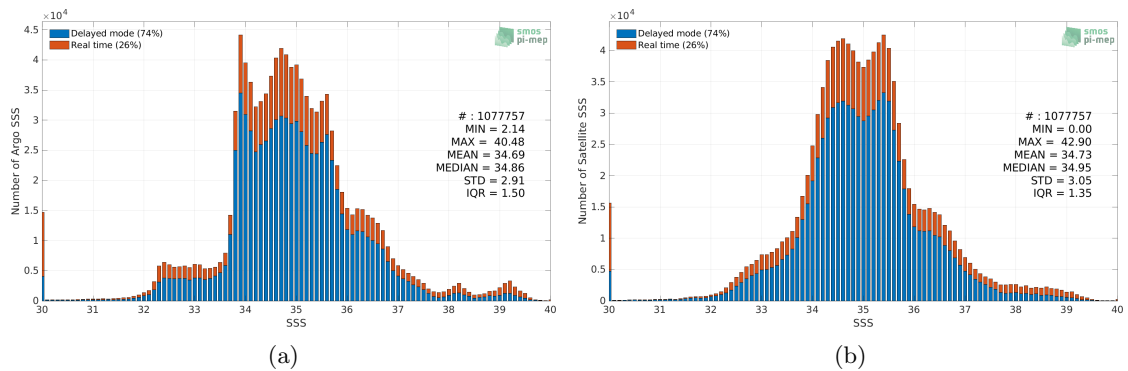 ×10⁴
4.5
4
3.5
3
2.5
2
1.5
1
0.5
0
Number of Argo SSS
Delayed mode (74%)
Real time (26%)
smos
pi-mep
# : 1077757
MIN = 2.14
MAX = 40.48
MEAN = 34.69
MEDIAN = 34.86
STD = 2.91
IQR = 1.50
30 31 32 33 34 35 36 37 38 39 40
SSS
(a)
×10⁴
4
3.5
3
2.5
2
1.5
1
0.5
0
Number of Satellite SSS
Delayed mode (74%)
Real time (26%)
smos
pi-mep
# : 1077757
MIN = 0.00
MAX = 42.90
MEAN = 34.73
MEDIAN = 34.95
STD = 3.05
IQR = 1.35
30 31 32 33 34 35 36 37 38 39 40
SSS
(b)